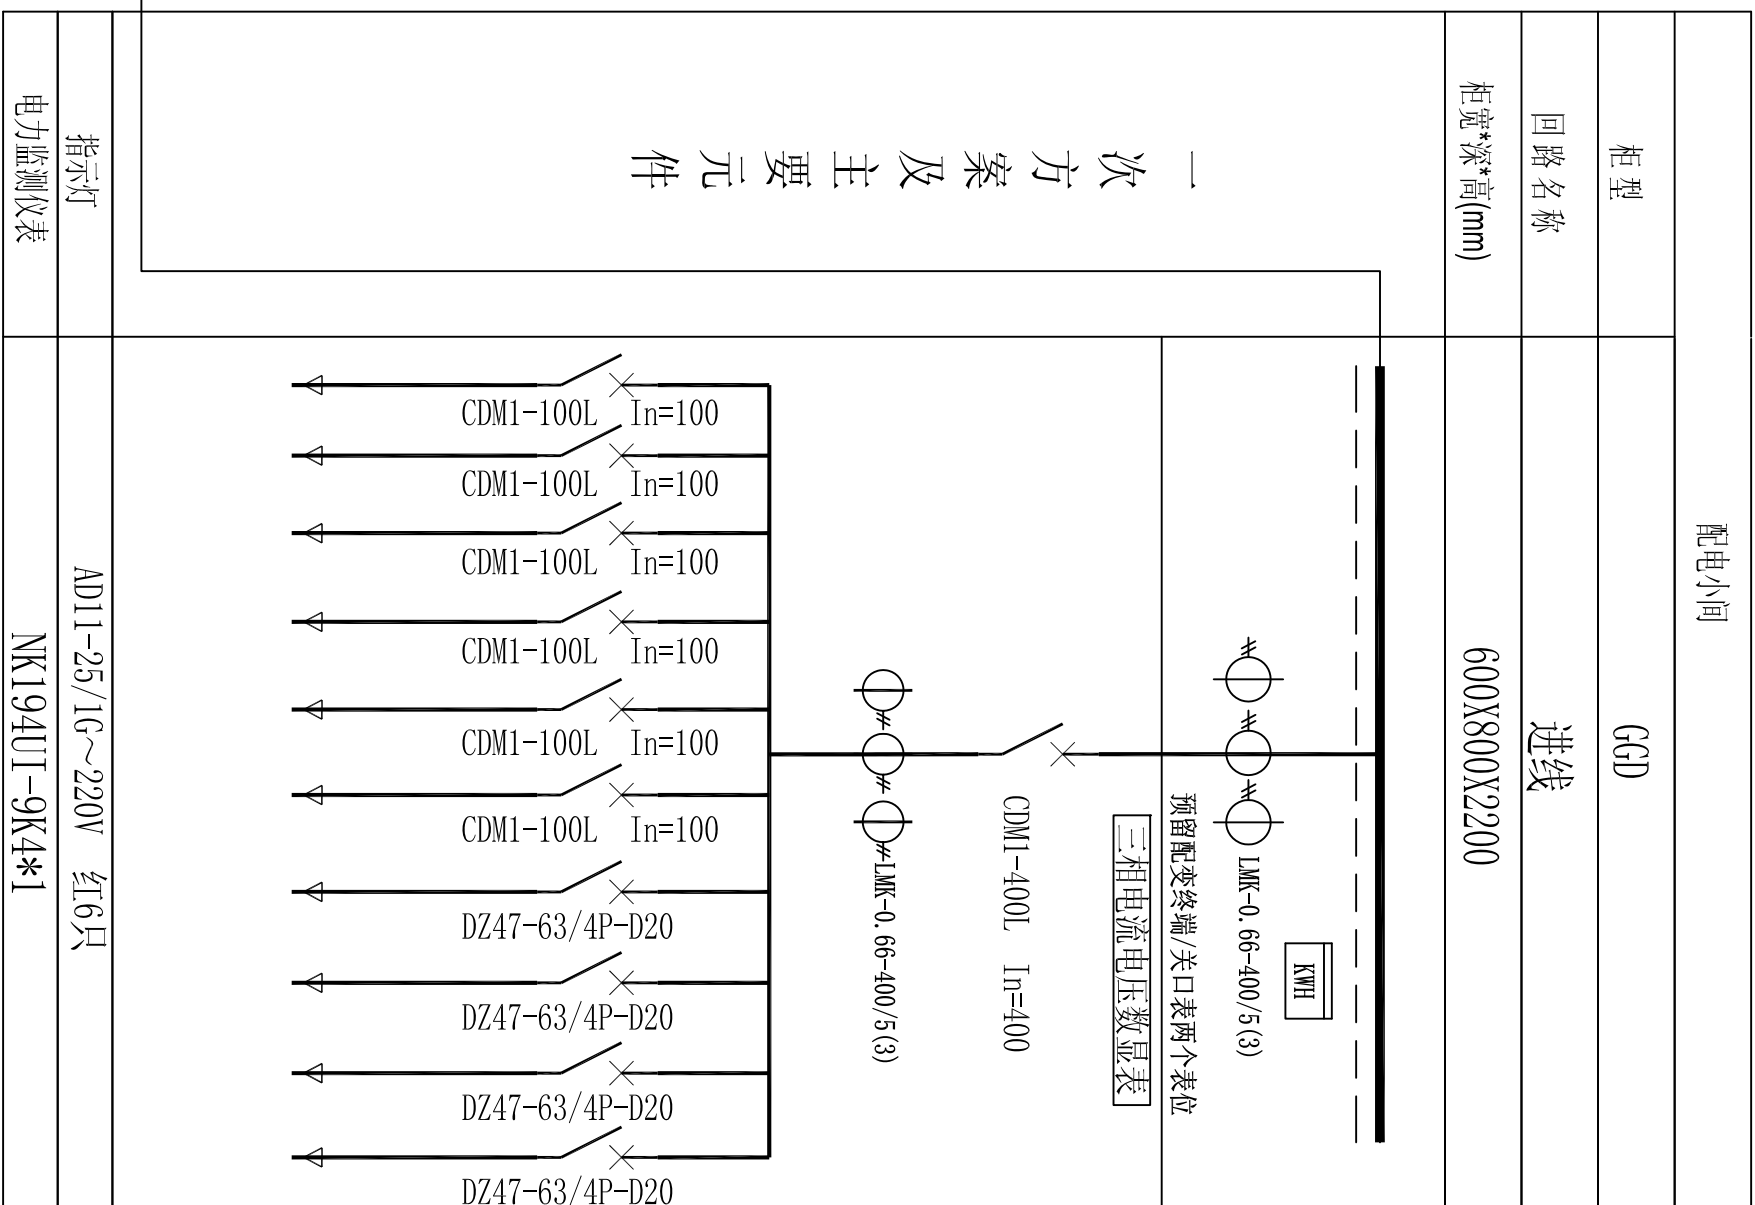 配电小间
柜型
GGD
回路名称
进线
柜宽*深*高(mm)
600X800X2200
一次方案及主要元件
KWH
LMK-0.66-400/5(3)
预留配变终端/关口表两个表位
三相电流电压数显表
CDM1-400L In=400
LMK-0.66-400/5(3)
CDM1-100L In=100
CDM1-100L In=100
CDM1-100L In=100
CDM1-100L In=100
CDM1-100L In=100
CDM1-100L In=100
DZ47-63/4P-D20
DZ47-63/4P-D20
DZ47-63/4P-D20
DZ47-63/4P-D20
指示灯
AD11-25/1G~220V 红6只
电力监测仪表
NK194UI-9K4*1